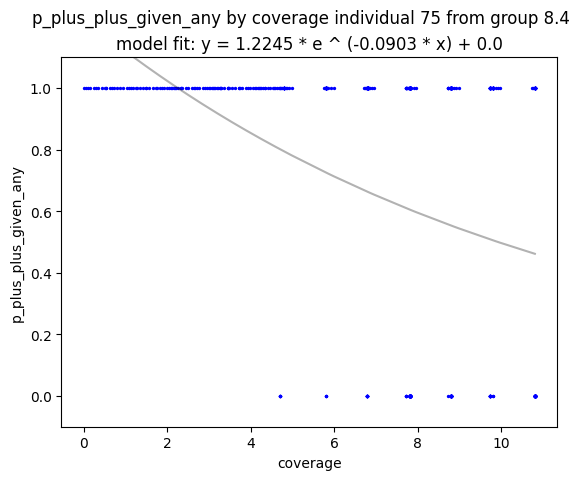 p_plus_plus_given_any by coverage individual 75 from group 8.4
model fit: y = 1.2245 * e ^ (-0.0903 * x) + 0.0
1.0
0.8
0.6
0.4
0.2
0.0
p_plus_plus_given_any
0 2 4 6 8 10
coverage